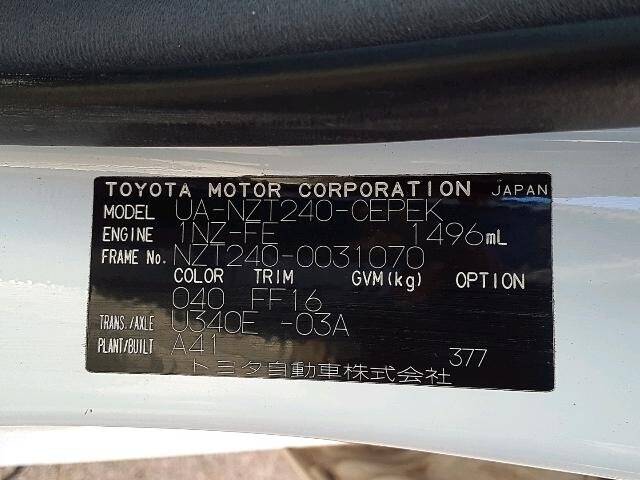 TOYOTA MOTOR CORPORATION JAPAN
MODEL UA-NZT240-CEPEK
ENGINE 1NZ-FE 1496mL
FRAME No. NZT240-0031070
COLOR TRIM GVM(kg) OPTION
040 FF16
TRANS./AXLE U340E -03A
PLANT/BUILT A41 377
トヨタ自動車株式会社